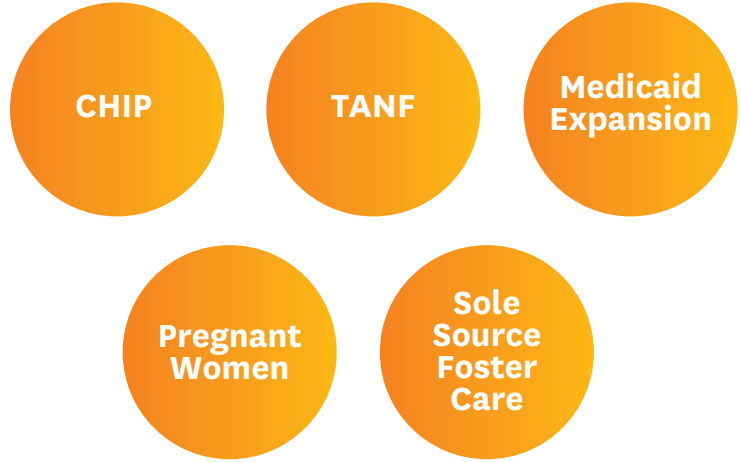 CHIP
TANF
Medicaid
Expansion
Pregnant
Women
Sole
Source
Foster
Care